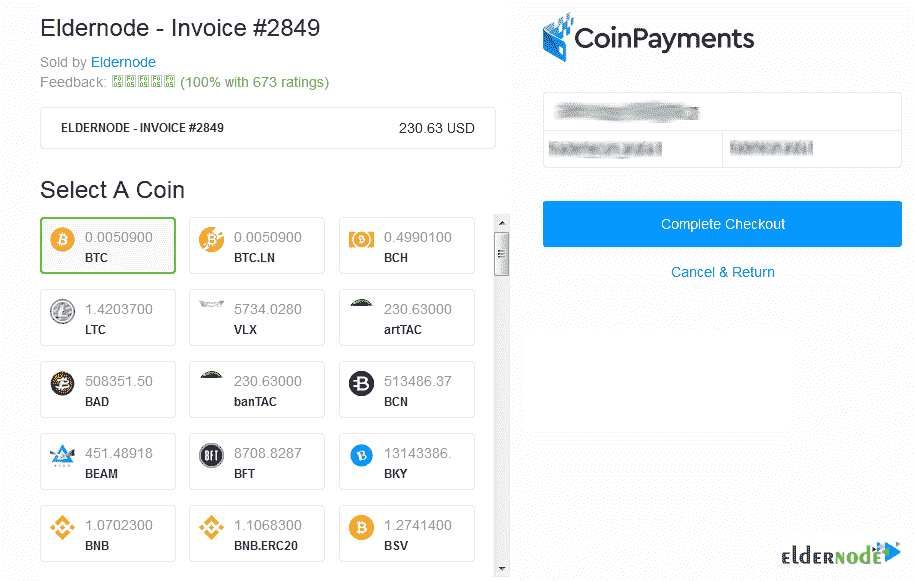 Eldernode - Invoice #2849
Sold by Eldernode
Feedback: (100% with 673 ratings)
ELDERNODE - INVOICE #2849 230.63 USD
Select A Coin
0.0050900
BTC
0.0050900
BTC.LN
0.4990100
BCH
1.4203700
LTC
5734.0280
VLX
230.63000
artTAC
508351.50
BAD
230.63000
banTAC
513486.37
BCN
451.48918
BEAM
BFT
8708.8287
BFT
13143386.
BKY
1.0702300
BNB
1.1068300
BNB.ERC20
1.2741400
BSV
CoinPayments
Complete Checkout
Cancel & Return
ELDERNODE